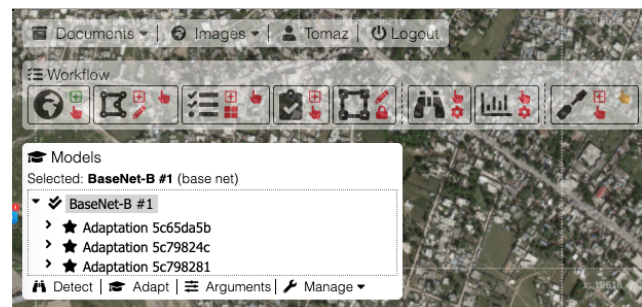 Documents Images Tomaz Logout
Workflow
Models
Selected: BaseNet-B #1 (base net)
BaseNet-B #1
Adaptation 5c65da5b
Adaptation 5c79824c
Adaptation 5c798281
Detect | Adapt | Arguments | Manage